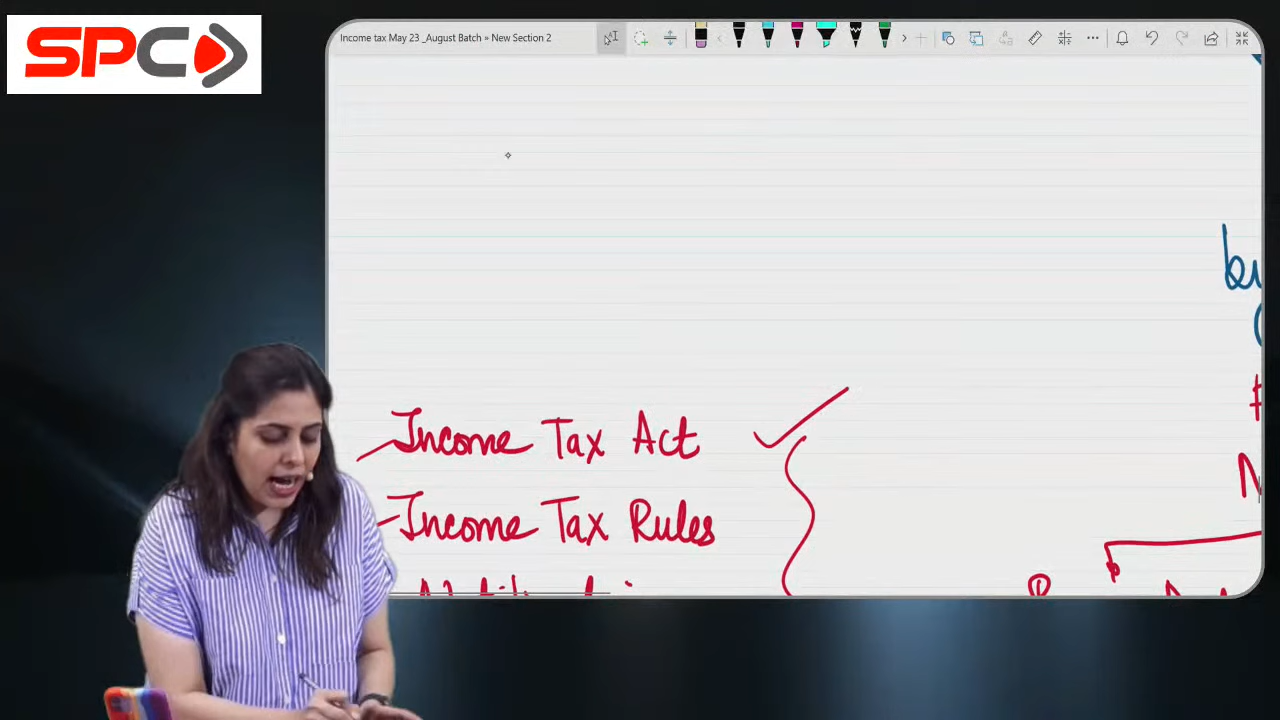 SPC
Income tax May 23 _August Batch » New Section 2
Income Tax Act
Income Tax Rules